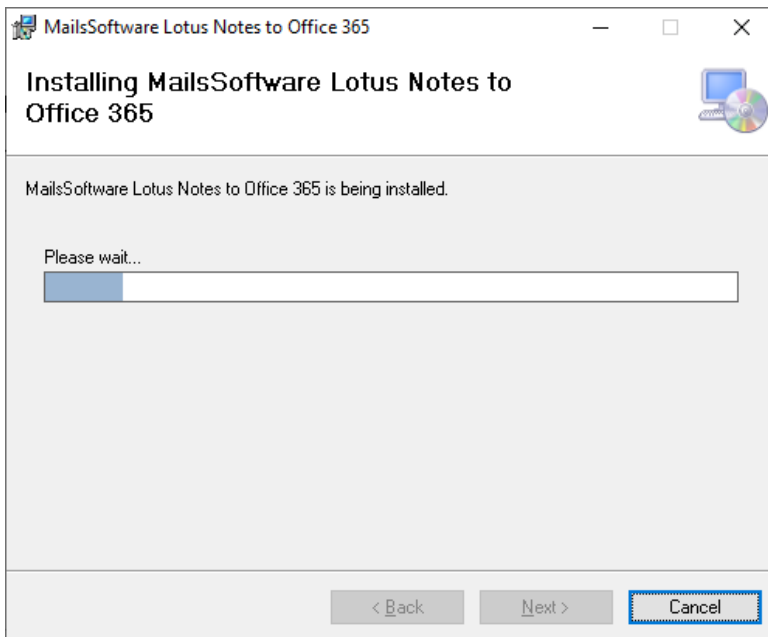 MailsSoftware Lotus Notes to Office 365
Installing MailsSoftware Lotus Notes to
Office 365
MailsSoftware Lotus Notes to Office 365 is being installed.
Please wait...
< Back
Next >
Cancel